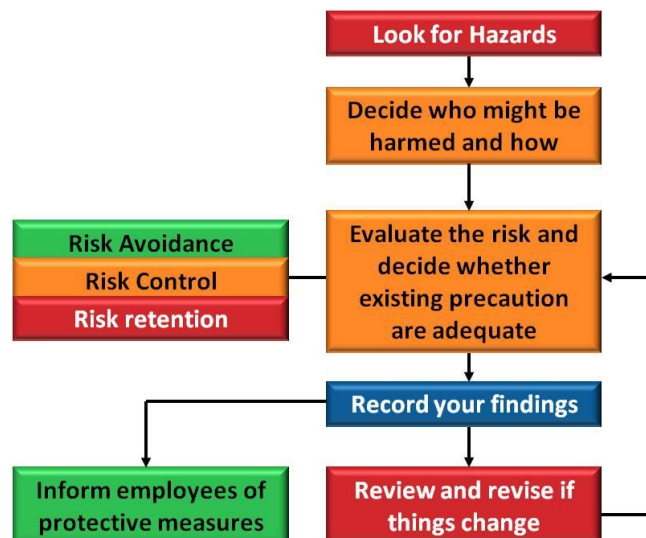 Look for Hazards
Decide who might be
harmed and how
Risk Avoidance
Risk Control
Risk retention
Evaluate the risk and
decide whether
existing precaution
are adequate
Record your findings
Inform employees of
protective measures
Review and revise if
things change